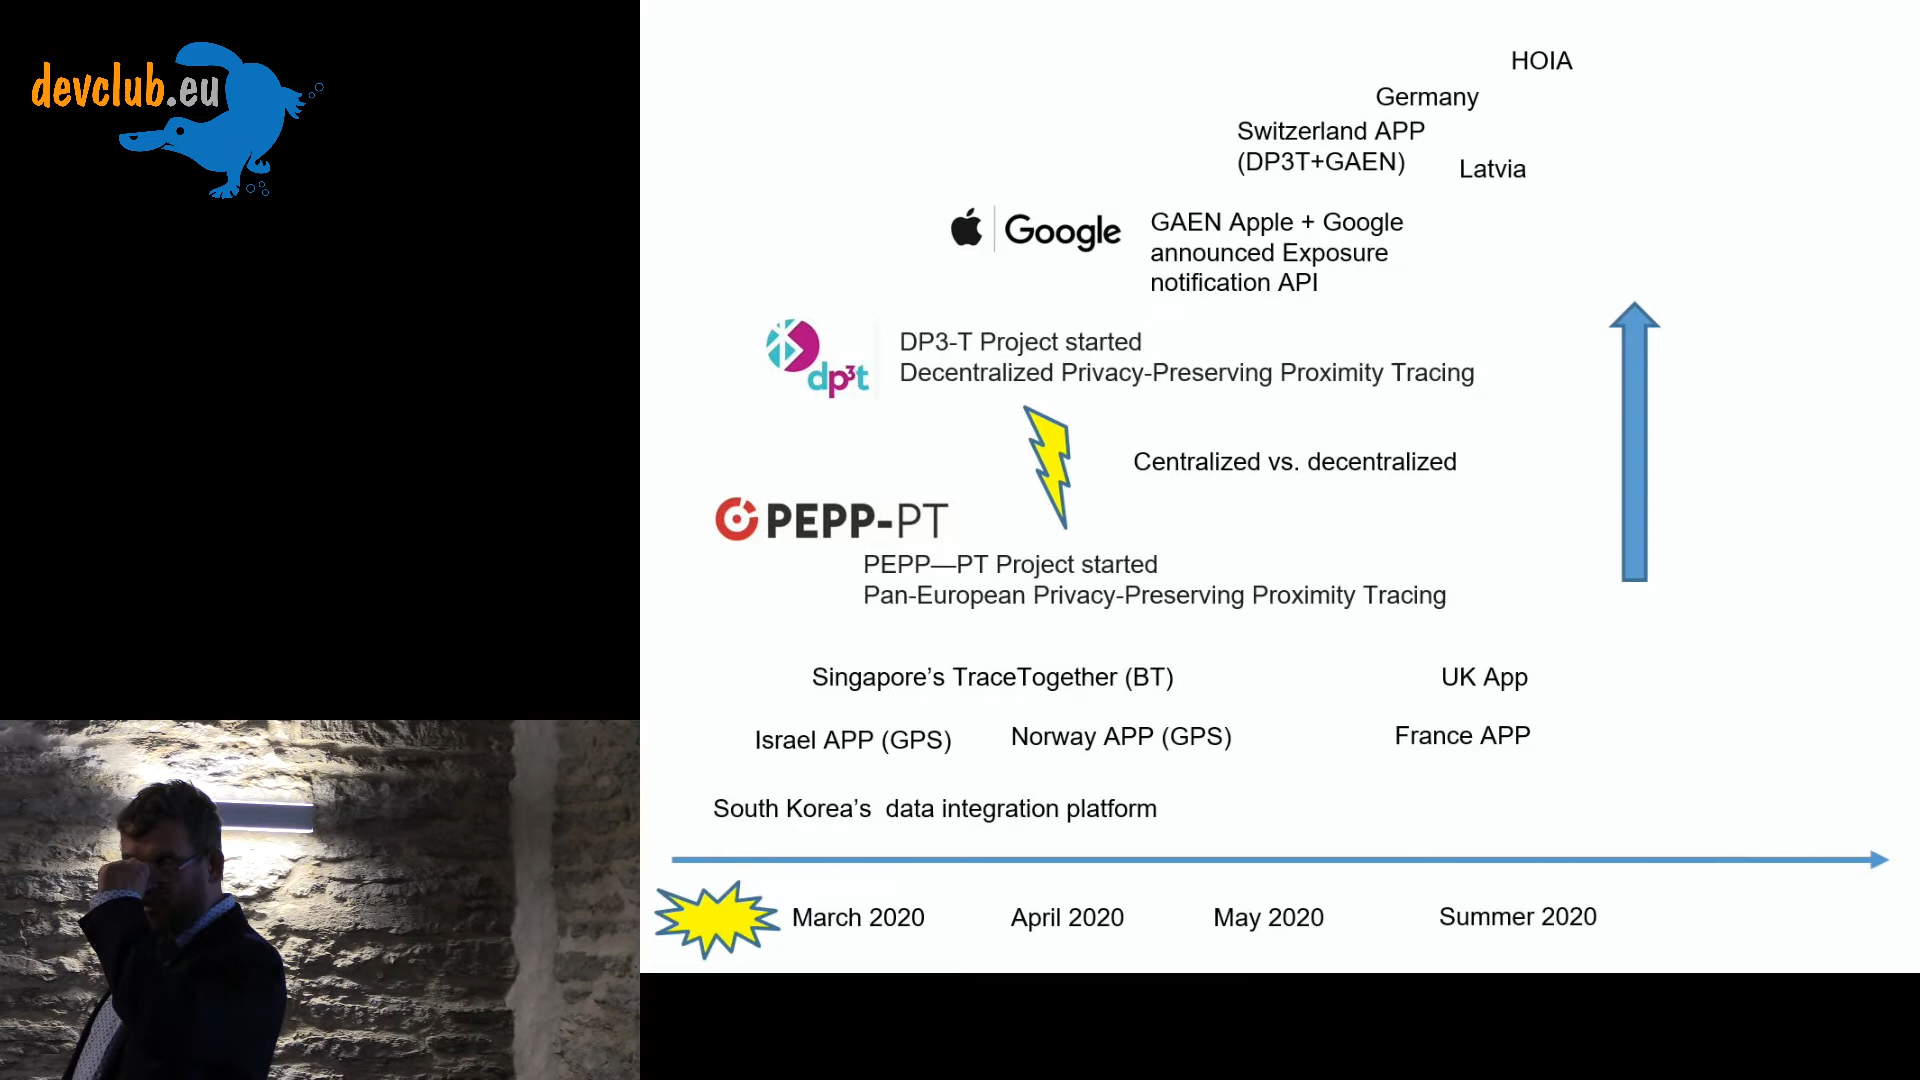 devclub.eu
HOIA
Germany
Switzerland APP
(DP3T+GAEN)
Latvia
Google
GAEN Apple + Google
announced Exposure
notification API
dp3t
DP3-T Project started
Decentralized Privacy-Preserving Proximity Tracing
Centralized vs. decentralized
PEPP-PT
PEPP—PT Project started
Pan-European Privacy-Preserving Proximity Tracing
Singapore’s TraceTogether (BT)
UK App
Israel APP (GPS)
Norway APP (GPS)
France APP
South Korea’s  data integration platform
March 2020
April 2020
May 2020
Summer 2020